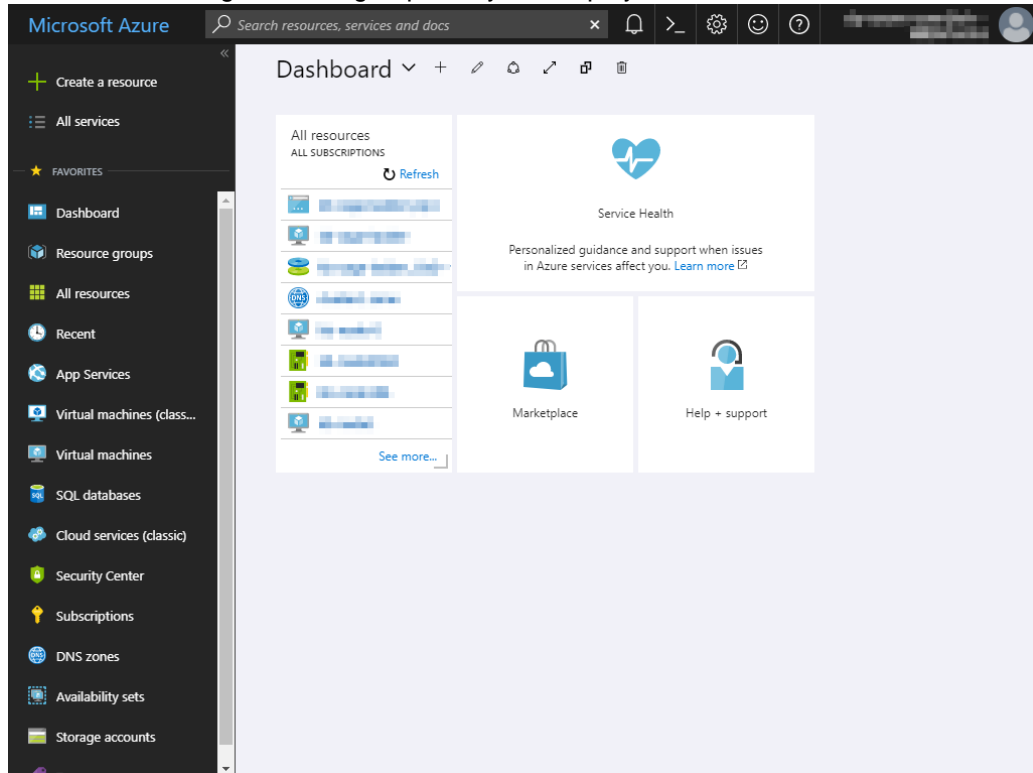 Microsoft Azure
Search resources, services and docs
Create a resource
All services
FAVORITES
Dashboard
Resource groups
All resources
Recent
App Services
Virtual machines (class...
Virtual machines
SQL databases
Cloud services (classic)
Security Center
Subscriptions
DNS zones
Availability sets
Storage accounts
Dashboard
All resources
ALL SUBSCRIPTIONS
Refresh
See more...
Service Health
Personalized guidance and support when issues
in Azure services affect you. Learn more
Marketplace
Help + support